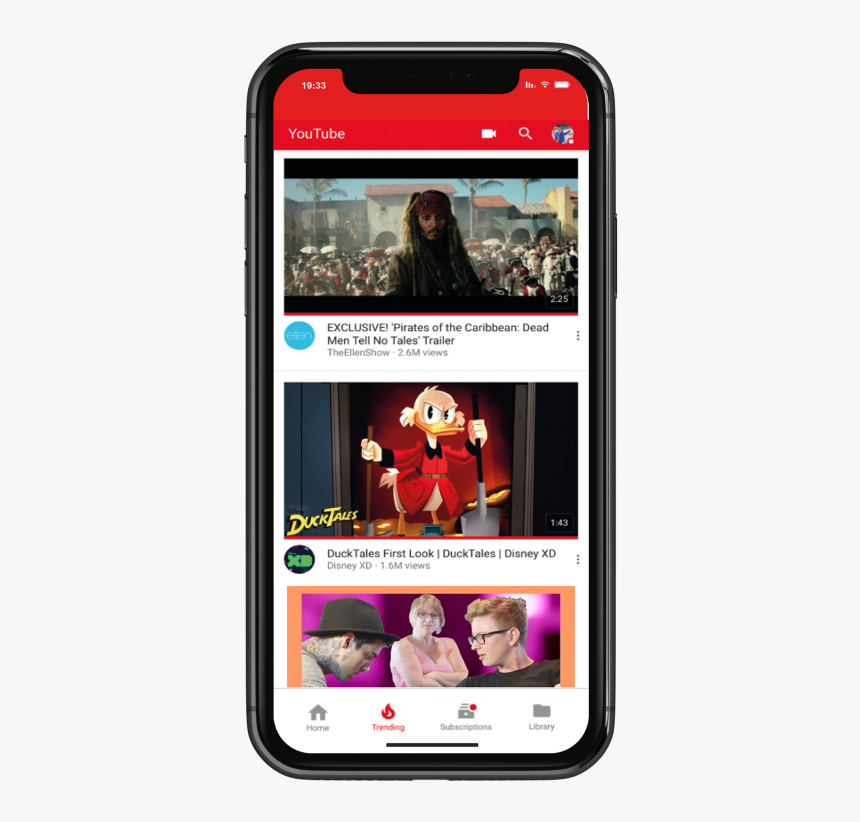 19:33
YouTube
2:25
ellen
EXCLUSIVE! 'Pirates of the Caribbean: Dead
Men Tell No Tales' Trailer
TheEllenShow · 2.6M views
DUCKTALES
1:43
XD
DuckTales First Look | DuckTales | Disney XD
Disney XD · 1.6M views
Home
Trending
Subscriptions
Library